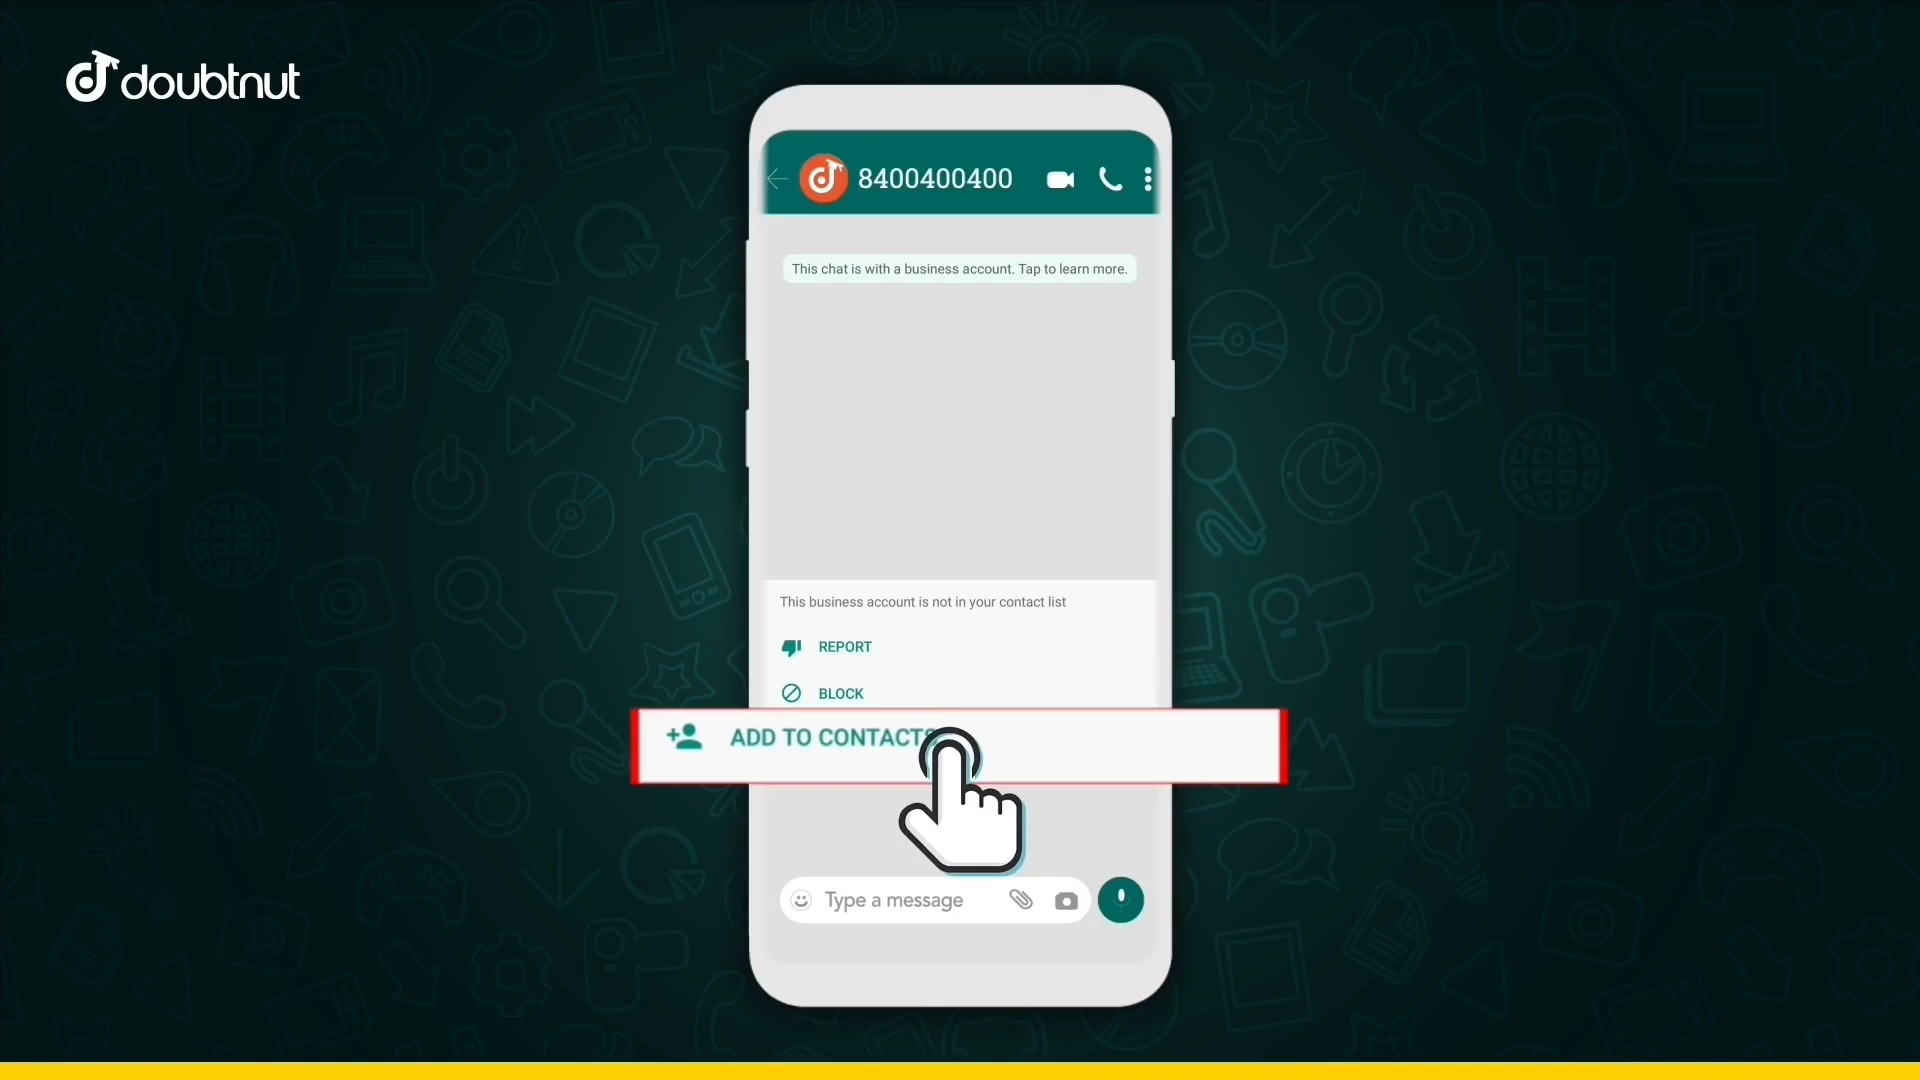 doubtnut
8400400400
This chat is with a business account. Tap to learn more.
This business account is not in your contact list
REPORT
BLOCK
ADD TO CONTACTS
Type a message